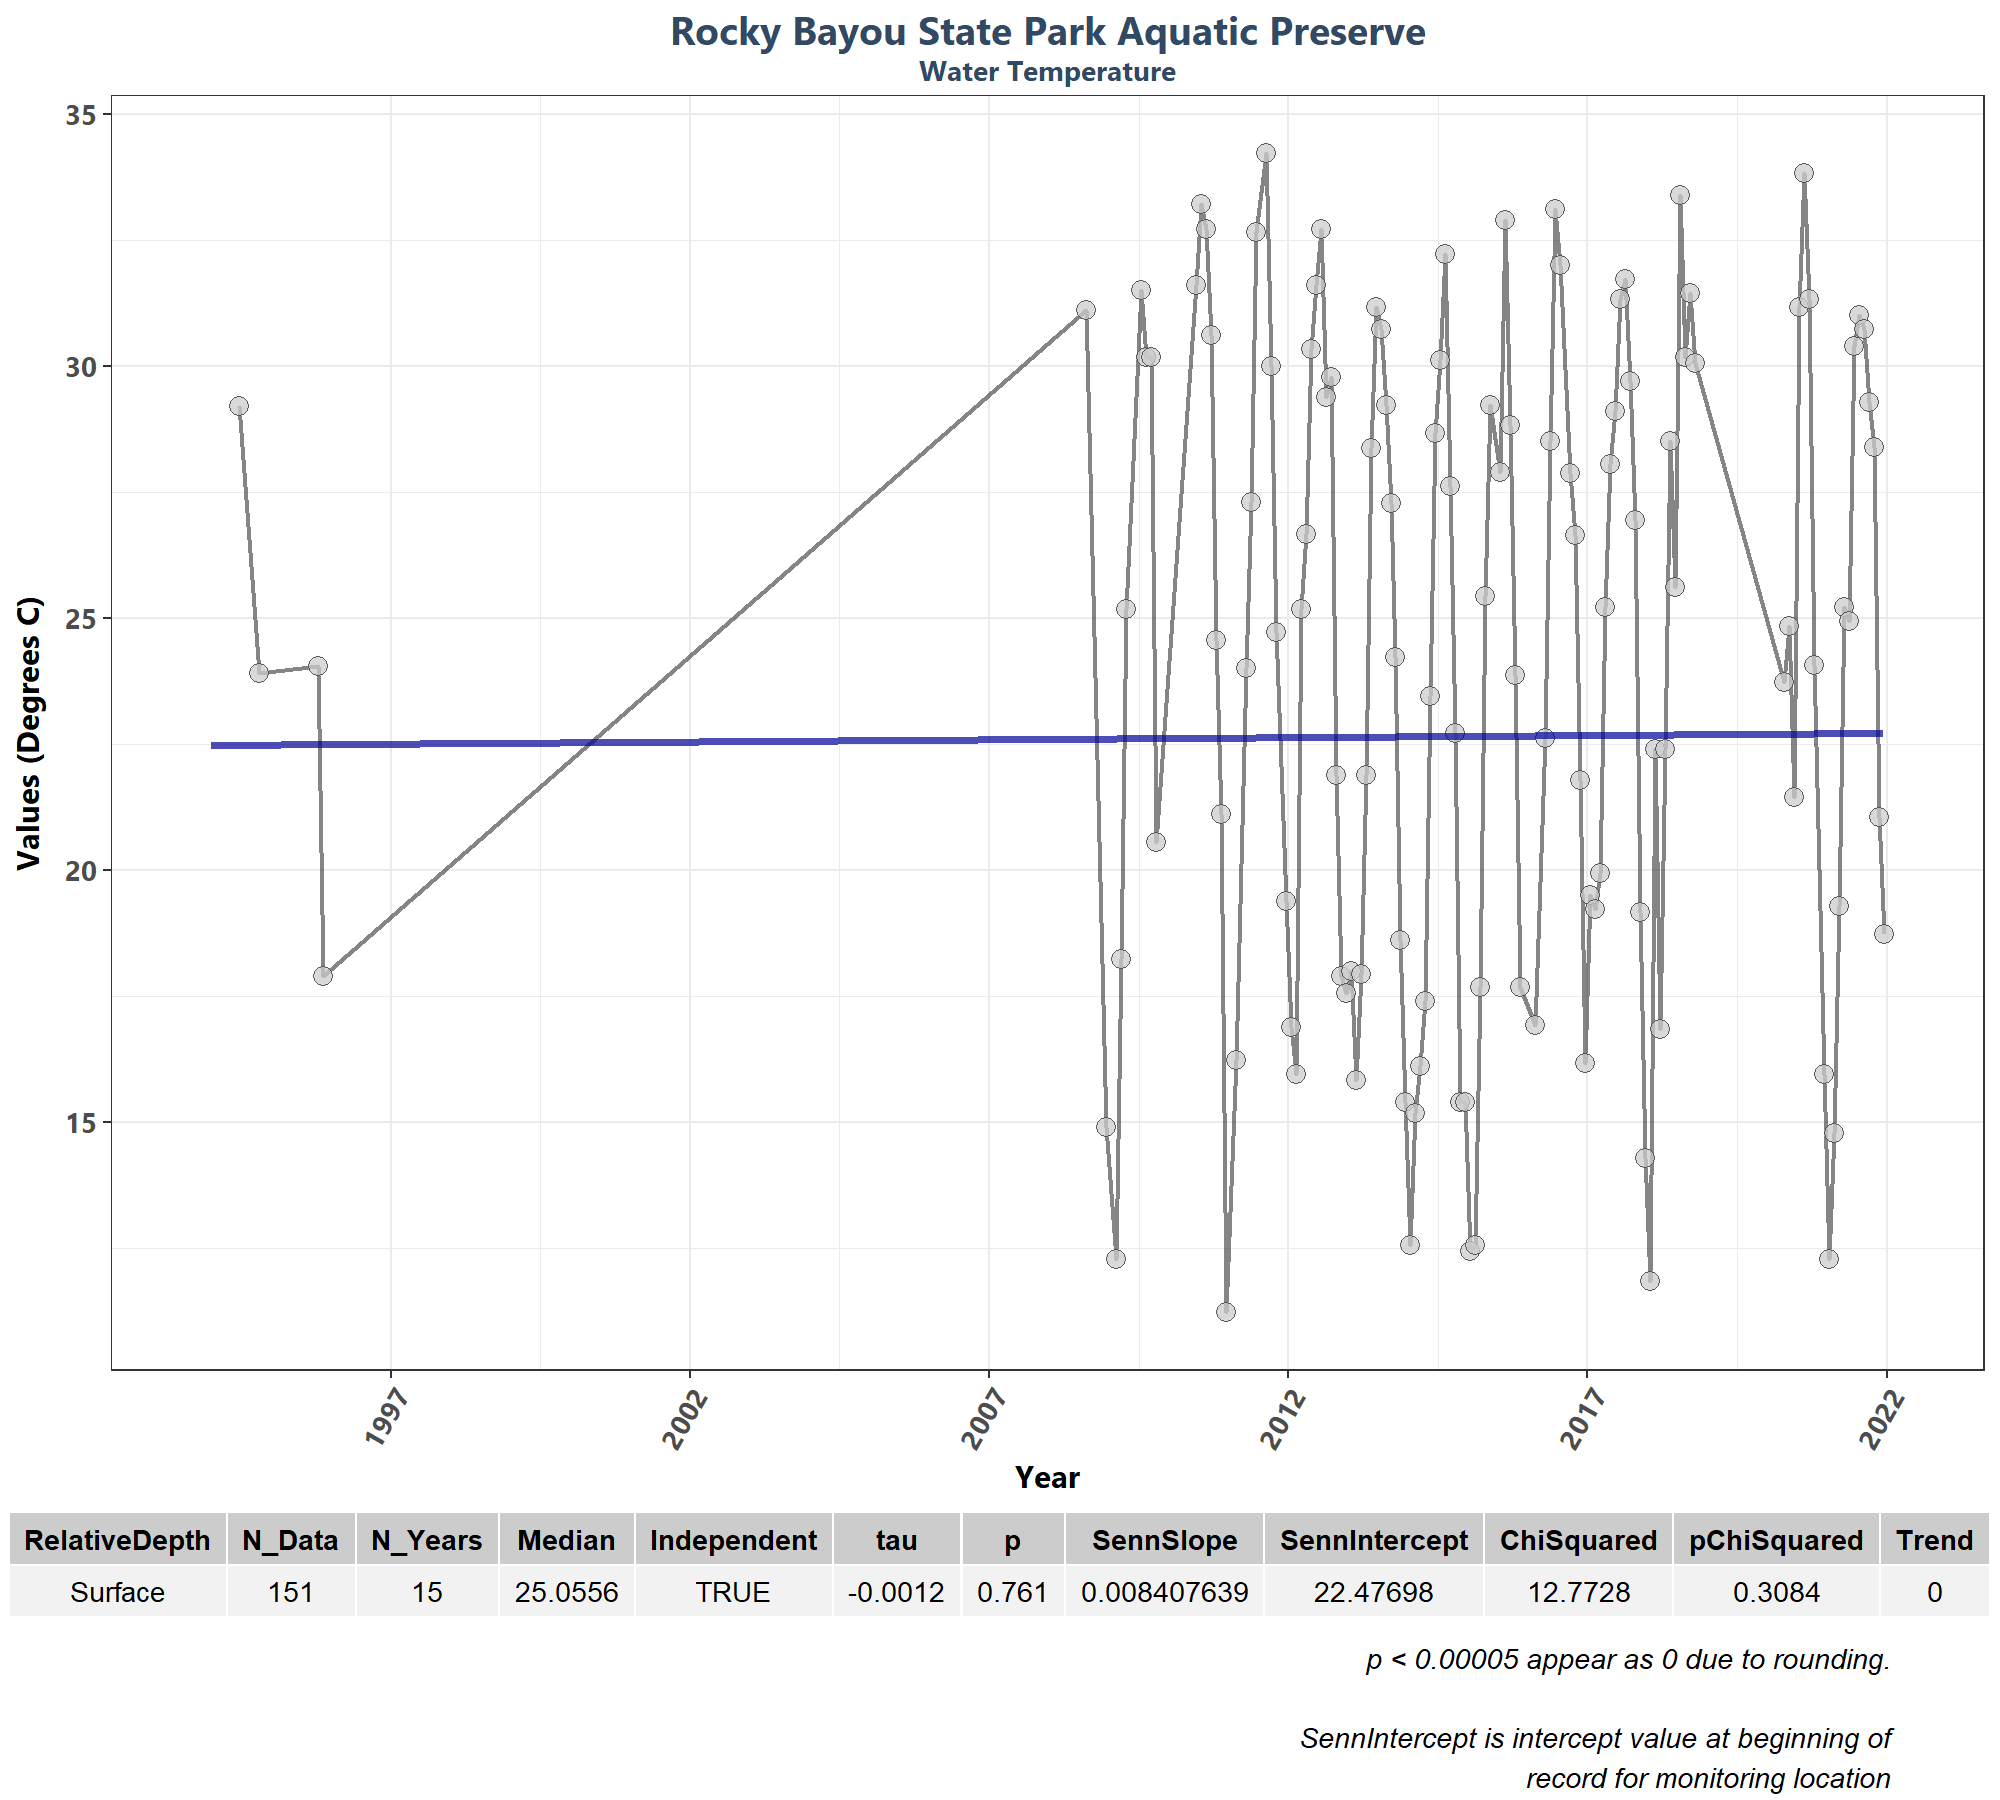 Rocky Bayou State Park Aquatic Preserve
Water Temperature
35
30
25
20
15
Values (Degrees C)
1997
2002
2007
2012
2017
2022
Year
RelativeDepth N_Data N_Years Median Independent tau p SennSlope SennIntercept ChiSquared pChiSquared Trend
Surface 151 15 25.0556 TRUE -0.0012 0.761 0.008407639 22.47698 12.7728 0.3084 0
p < 0.00005 appear as 0 due to rounding.
SennIntercept is intercept value at beginning of
record for monitoring location